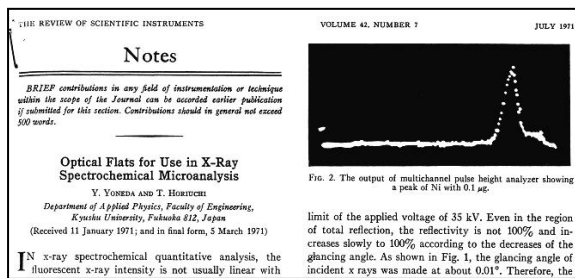 THE REVIEW OF SCIENTIFIC INSTRUMENTS
VOLUME 42, NUMBER 7
JULY 1971
Notes
BRIEF contributions in any field of instrumentation or technique
within the scope of the Journal can be accorded earlier publication
if submitted for this section. Contributions should in general not exceed
500 words.
Optical Flats for Use in X-Ray
Spectrochemical Microanalysis
Y. YONEDA AND T. HORIUCHI
Department of Applied Physics, Faculty of Engineering,
Kyushu University, Fukuoka 812, Japan
(Received 11 January 1971; and in final form, 5 March 1971)
IN x-ray spectrochemical quantitative analysis, the
fluorescent x-ray intensity is not usually linear with
FIG. 2. The output of multichannel pulse height analyzer showing
a peak of Ni with 0.1 μg.
limit of the applied voltage of 35 kV. Even in the region
of total reflection, the reflectivity is not 100% and in-
creases slowly to 100% according to the decreases of the
glancing angle. As shown in Fig. 1, the glancing angle of
incident x rays was made at about 0.01°. Therefore, the